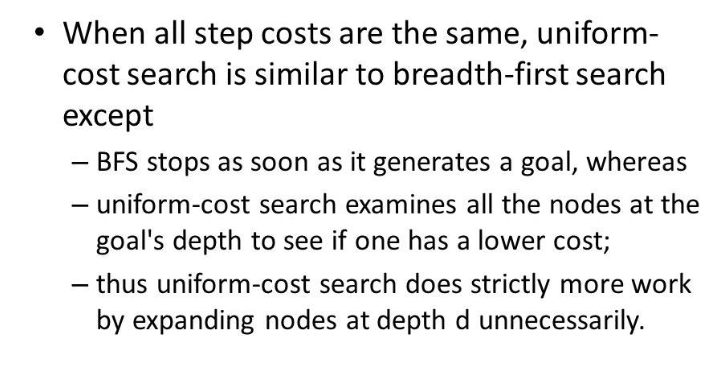 • When all step costs are the same, uniform-
cost search is similar to breadth-first search
except
– BFS stops as soon as it generates a goal, whereas
– uniform-cost search examines all the nodes at the
goal's depth to see if one has a lower cost;
– thus uniform-cost search does strictly more work
by expanding nodes at depth d unnecessarily.